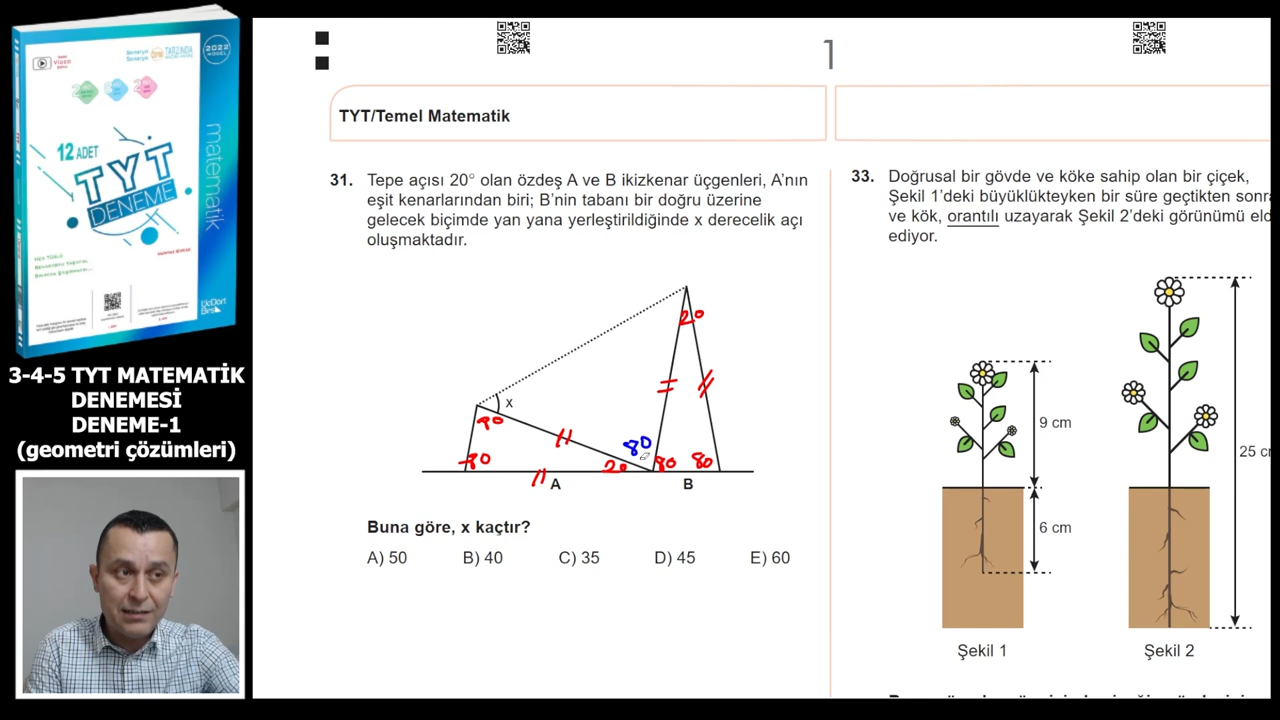 12 ADET
TYT
DENEME
matematik
2022
MODEL
TARZINDA
3-4-5 TYT MATEMATİK
DENEMESİ
DENEME-1
(geometri çözümleri)
1
TYT/Temel Matematik
31. Tepe açısı 20° olan özdeş A ve B ikizkenar üçgenleri, A'nın
eşit kenarlarından biri; B'nin tabanı bir doğru üzerine
gelecek biçimde yan yana yerleştirildiğinde x derecelik açı
oluşmaktadır.
20
x
80
80
20
80
80
80
A
B
Buna göre, x kaçtır?
A) 50 B) 40 C) 35 D) 45 E) 60
33. Doğrusal bir gövde ve köke sahip olan bir çiçek,
Şekil 1'deki büyüklükteyken bir süre geçtikten sonra
ve kök, orantılı uzayarak Şekil 2'deki görünümü eld
ediyor.
9 cm
6 cm
25 cm
Şekil 1
Şekil 2